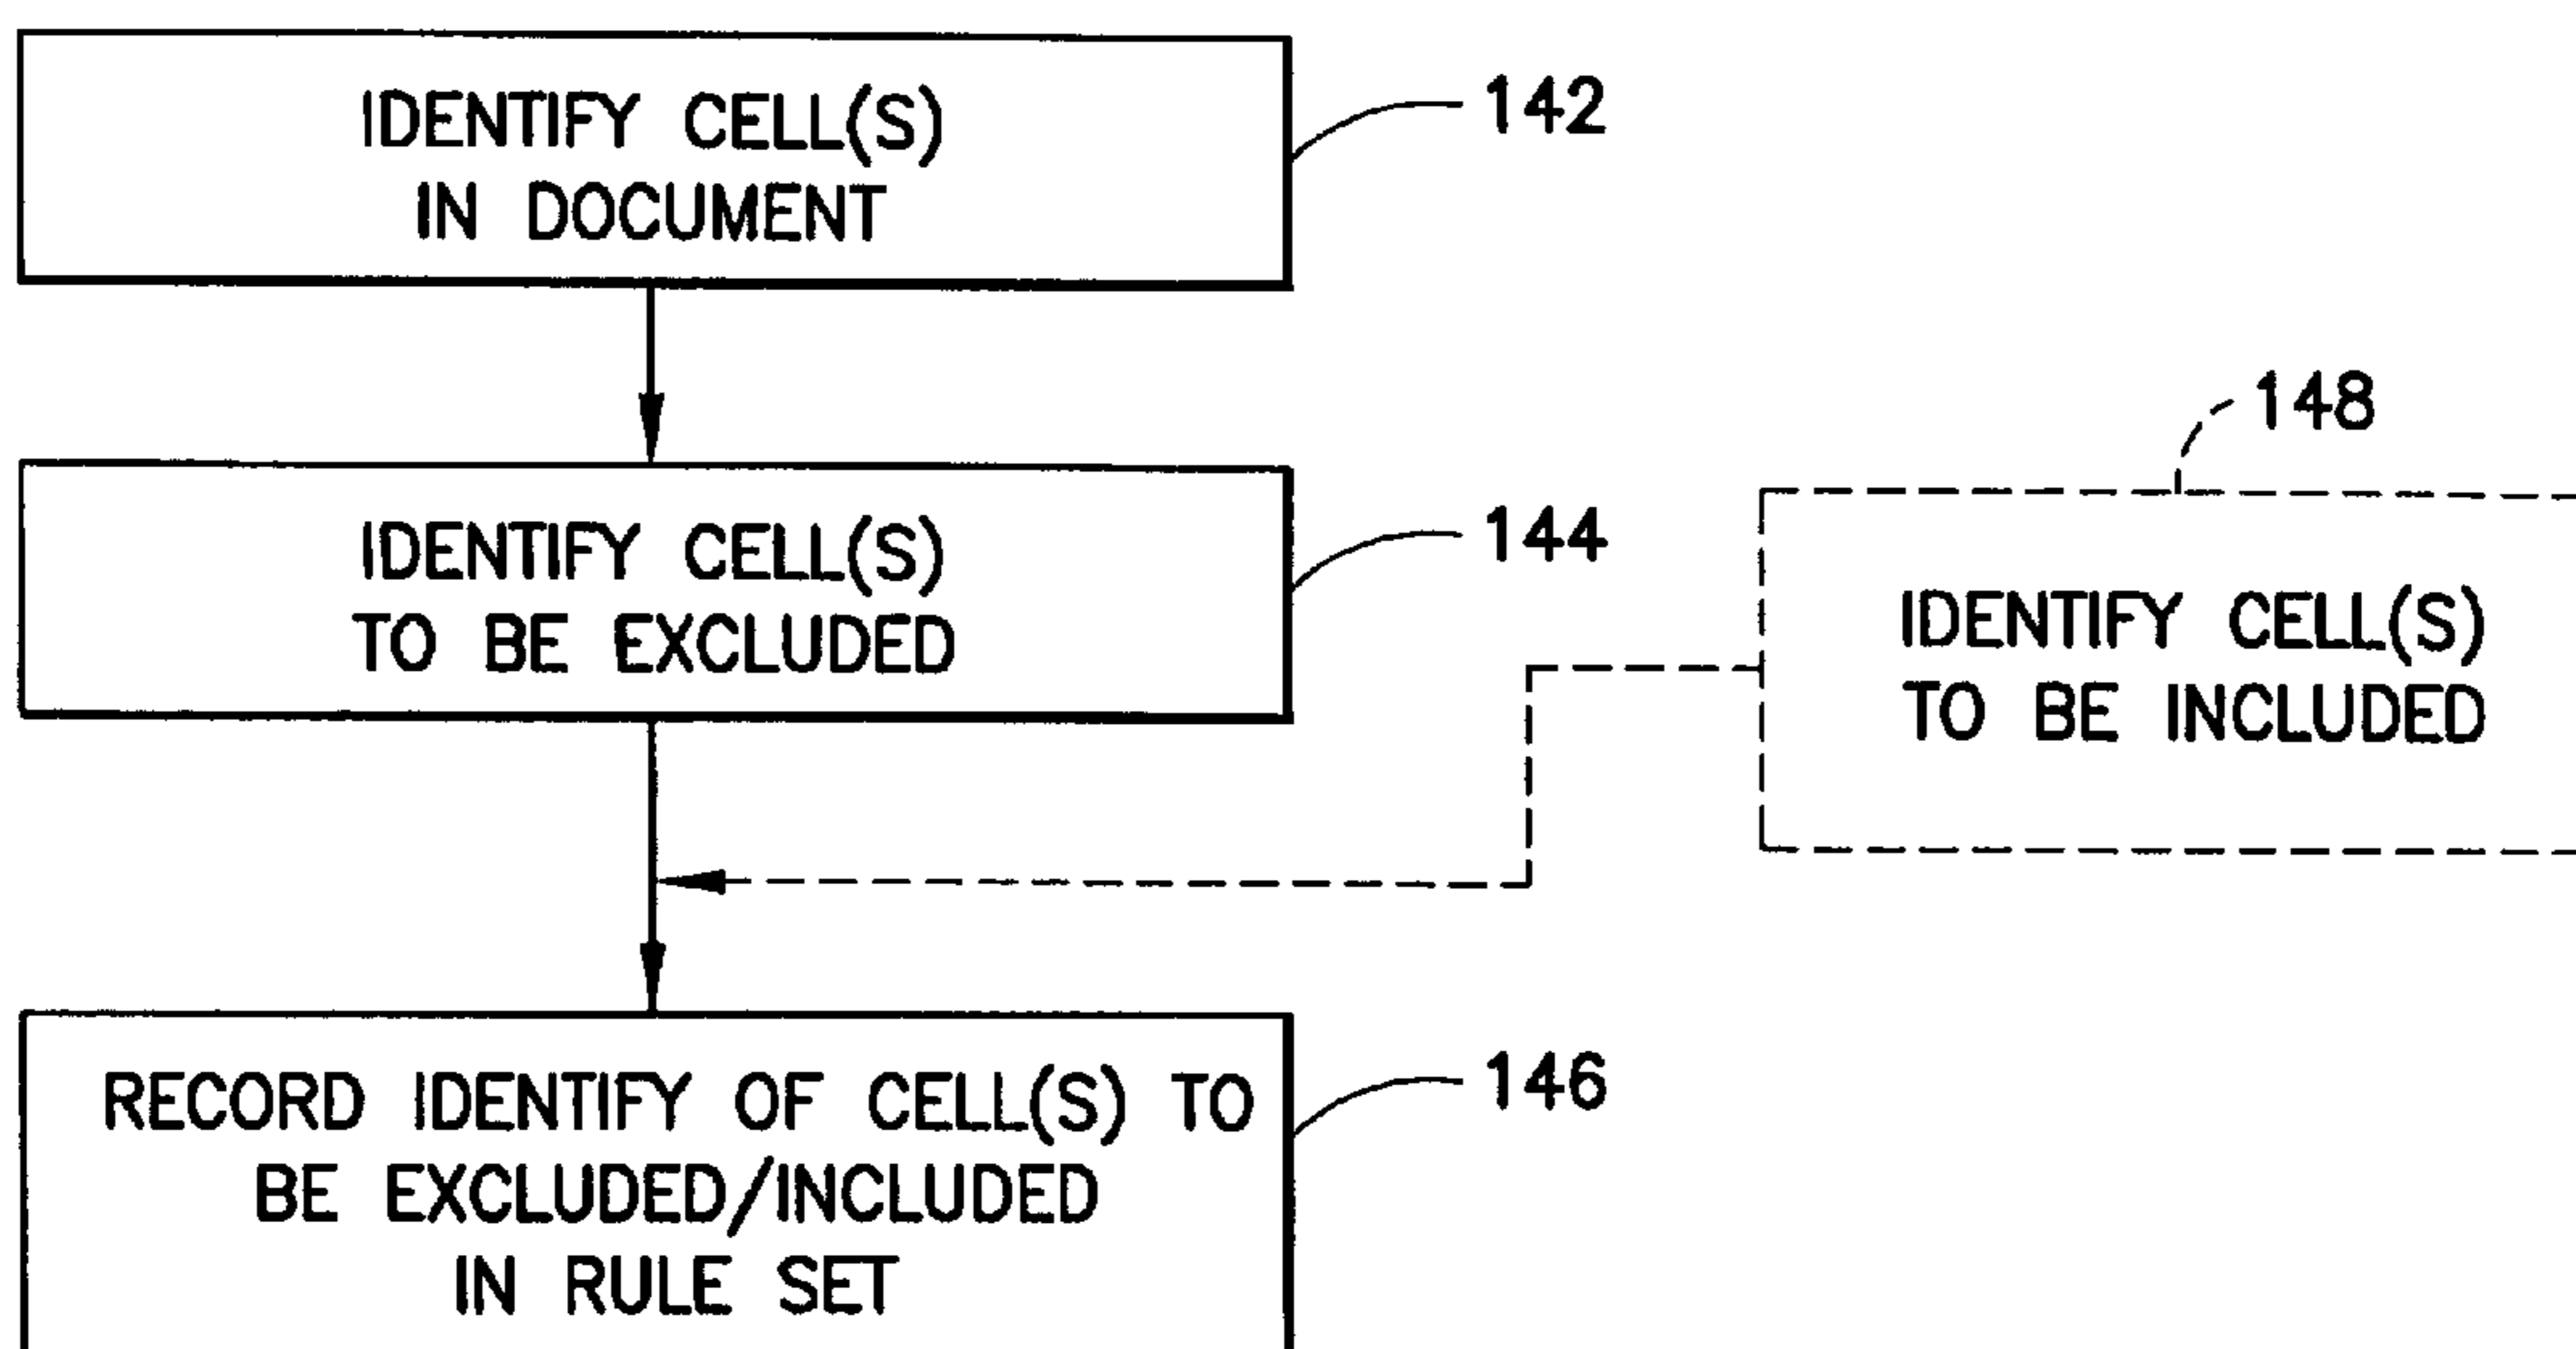 IDENTIFY CELL(S)
IN DOCUMENT
142
IDENTIFY CELL(S)
TO BE EXCLUDED
144
148
IDENTIFY CELL(S)
TO BE INCLUDED
RECORD IDENTIFY OF CELL(S) TO
BE EXCLUDED/INCLUDED
IN RULE SET
146